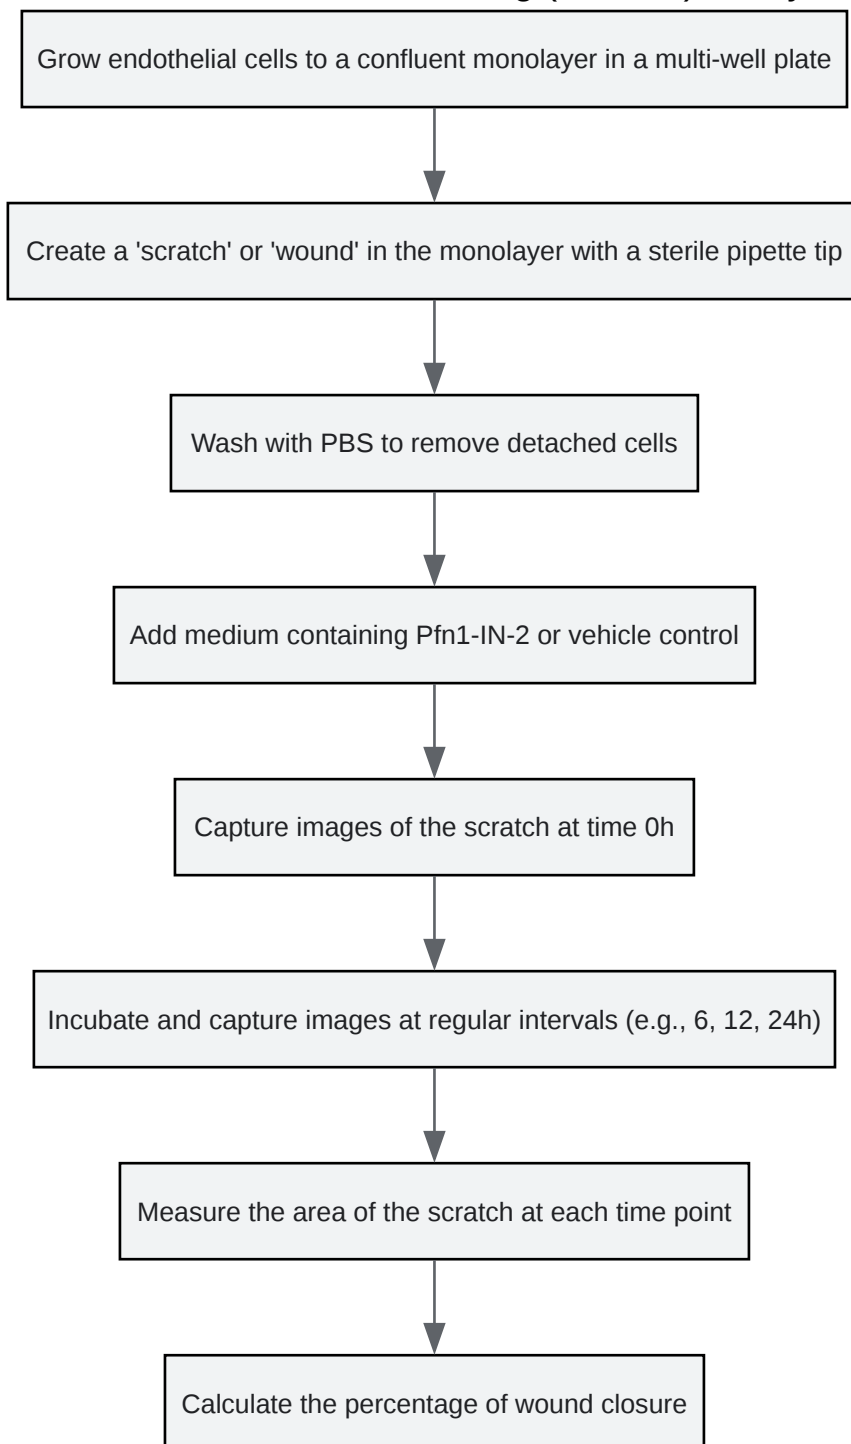 Grow endothelial cells to a confluent monolayer in a multi-well plate
Create a 'scratch' or 'wound' in the monolayer with a sterile pipette tip
Wash with PBS to remove detached cells
Add medium containing Pfn1-IN-2 or vehicle control
Capture images of the scratch at time 0h
Incubate and capture images at regular intervals (e.g., 6, 12, 24h)
Measure the area of the scratch at each time point
Calculate the percentage of wound closure